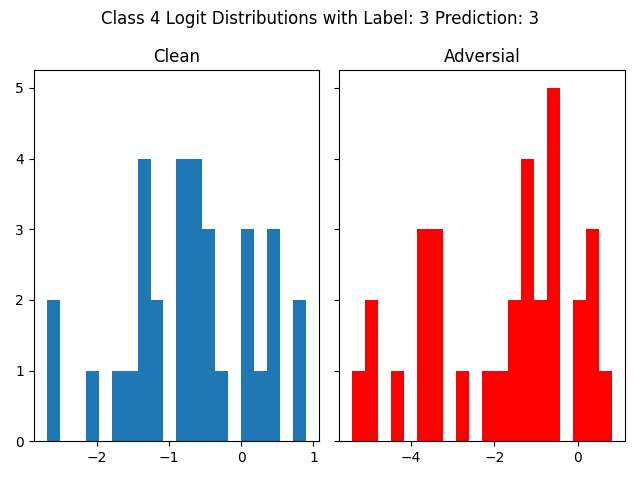 Class 4 Logit Distributions with Label: 3 Prediction: 3
Clean
Adversial
5
4
3
2
1
0
−2 −1 0 1
−4 −2 0